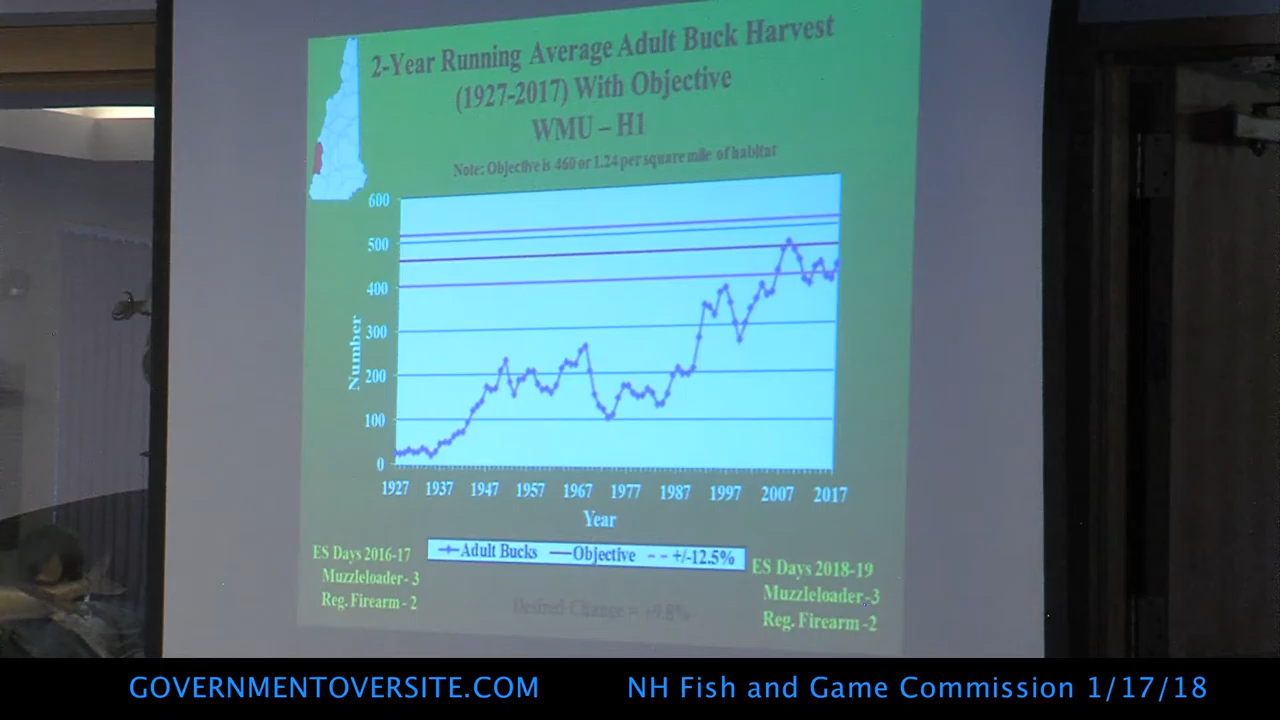 2-Year Running Average Adult Buck Harvest
(1927-2017) With Objective
WMU – H1
Note: Objective is 460 or 1.24 per square mile of habitat
600
500
400
300
200
100
0
Number
1927 1937 1947 1957 1967 1977 1987 1997 2007 2017
Year
Adult Bucks Objective +/-12.5%
ES Days 2016-17
Muzzleloader- 3
Reg. Firearm - 2
ES Days 2018-19
Muzzleloader-3
Reg. Firearm -2
Desired Change = +9.8%
GOVERNMENTOVERSITE.COM NH Fish and Game Commission 1/17/18